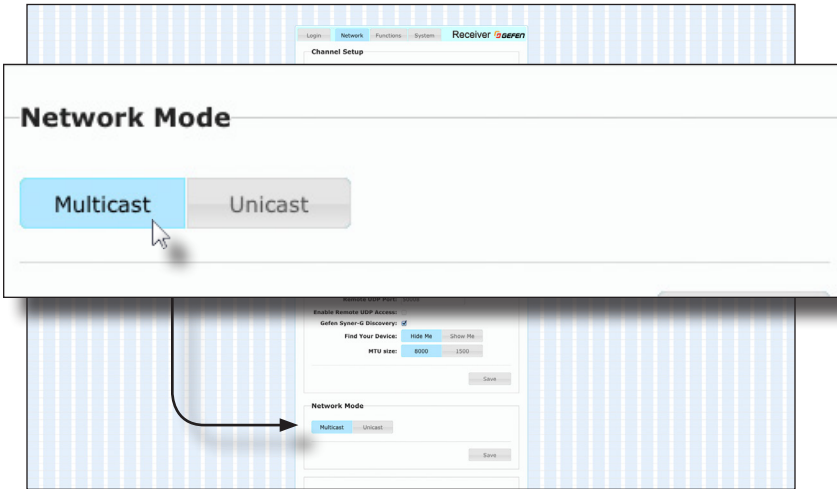 Login Network Functions System Receiver Gefen
Channel Setup
Network Mode
Multicast Unicast
Remote UDP Port:
Enable Remote UDP Access:
Gefen Syner-G Discovery:
Find Your Device: Hide Me Show Me
MTU size: 8000 1500
Save
Network Mode
Multicast Unicast
Save